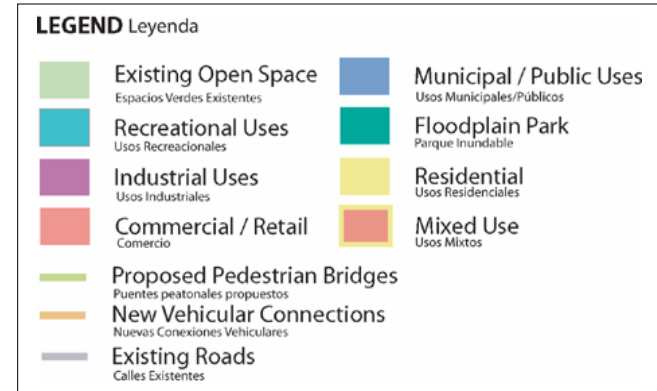 LEGEND Leyenda
Existing Open Space
Espacios Verdes Existentes
Municipal / Public Uses
Usos Municipales/Públicos
Recreational Uses
Usos Recreacionales
Floodplain Park
Parque Inundable
Industrial Uses
Usos Industriales
Residential
Usos Residenciales
Commercial / Retail
Comercio
Mixed Use
Usos Mixtos
Proposed Pedestrian Bridges
Puentes peatonales propuestos
New Vehicular Connections
Nuevas Conexiones Vehiculares
Existing Roads
Calles Existentes